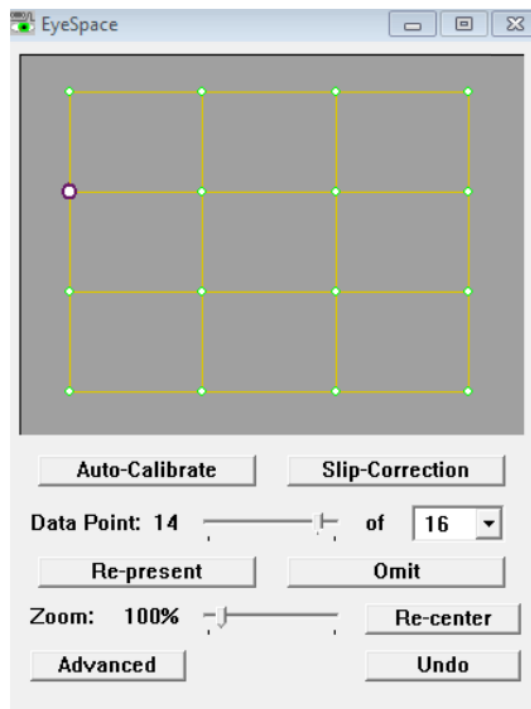 EyeSpace
Auto-Calibrate Slip-Correction
Data Point: 14 of 16
Re-present Omit
Zoom: 100% Re-center
Advanced Undo